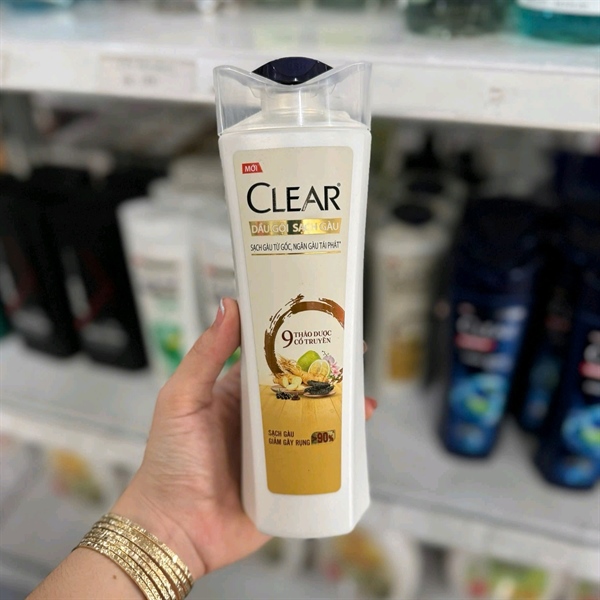 MỚI
CLEAR
DẦU GỘI SẠCH GÀU
SẠCH GÀU TỪ GỐC, NGĂN GÀU TÁI PHÁT*
9 THẢO DƯỢC
CỔ TRUYỀN
SẠCH GÀU
GIẢM GÃY RỤNG 90%
CLEAR